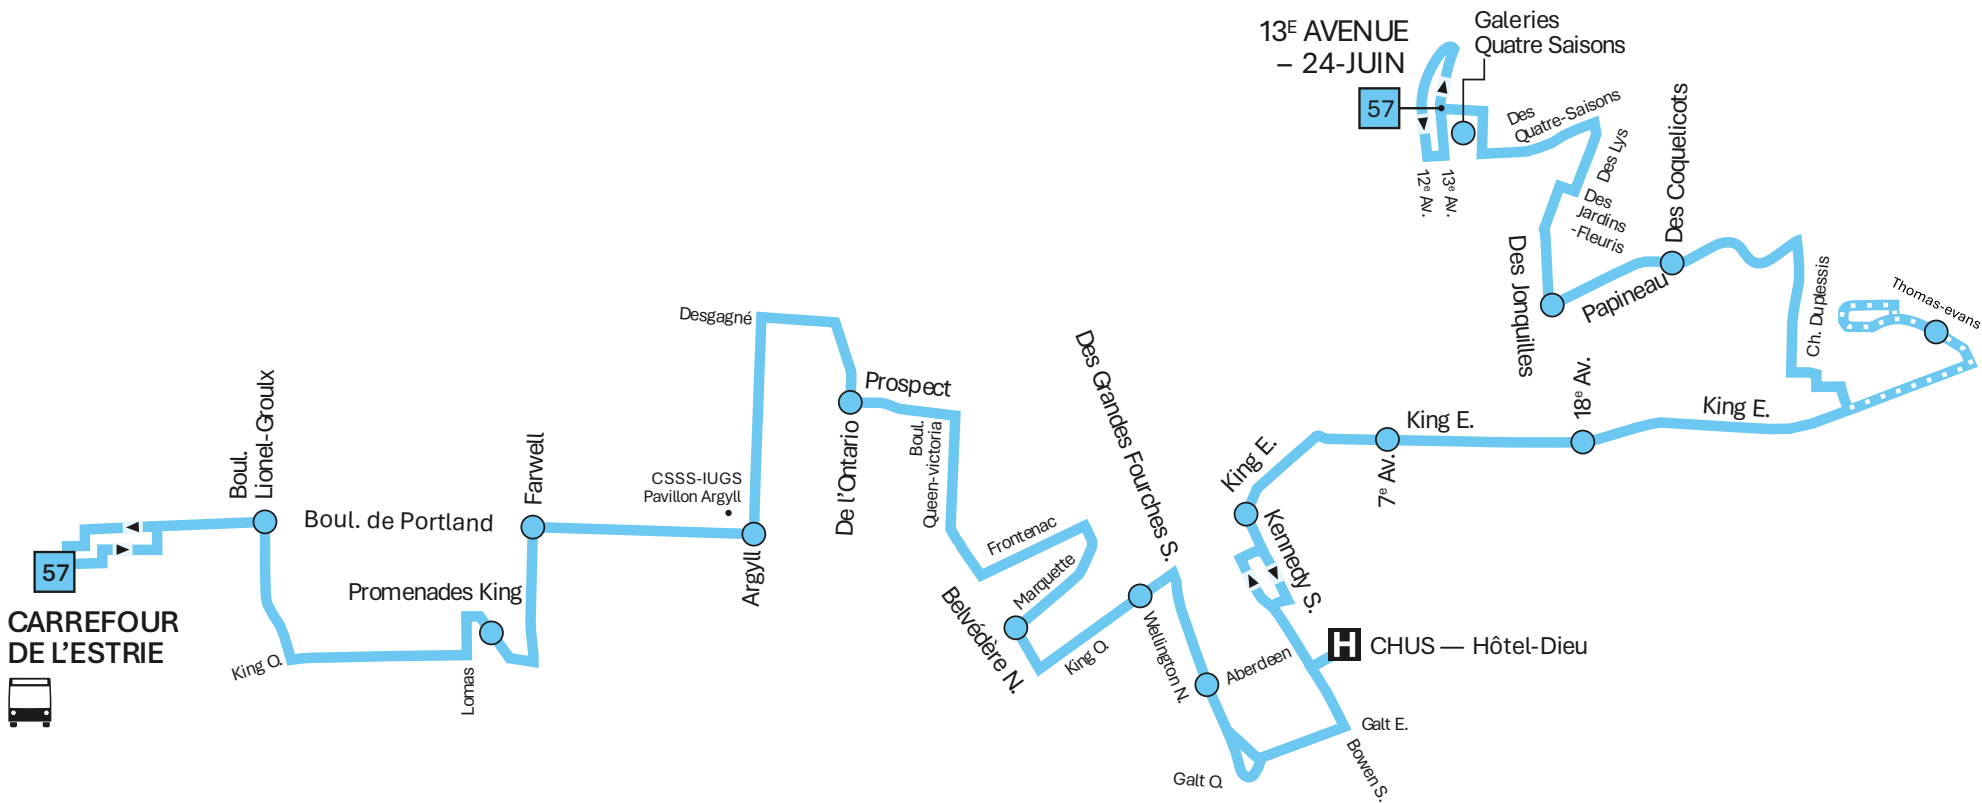 13E AVENUE
– 24-JUIN
57
Galeries
Quatre Saisons
Des
Quatre-Saisons
Des Lys
Des
Jardins
-Fleuris
12e Av.
13e Av.
Des Jonquilles
Papineau
Des Coquelicots
Ch. Duplessis
Thomas-evans
King E.
18e Av.
King E.
7e Av.
King E.
Kennedy S.
H
CHUS — Hôtel-Dieu
Galt E.
Bowen S.
Galt O.
Aberdeen
Des Grandes Fourches S.
Wellington N.
King O.
Belvédère N.
Marquette
Frontenac
Boul.
Queen-victoria
Prospect
De l'Ontario
Desgagné
CSSS-IUGS
Pavillon Argyll
Argyll
Farwell
Promenades King
Lomas
King O.
Boul. de Portland
Boul.
Lionel-Groulx
57
CARREFOUR
DE L'ESTRIE